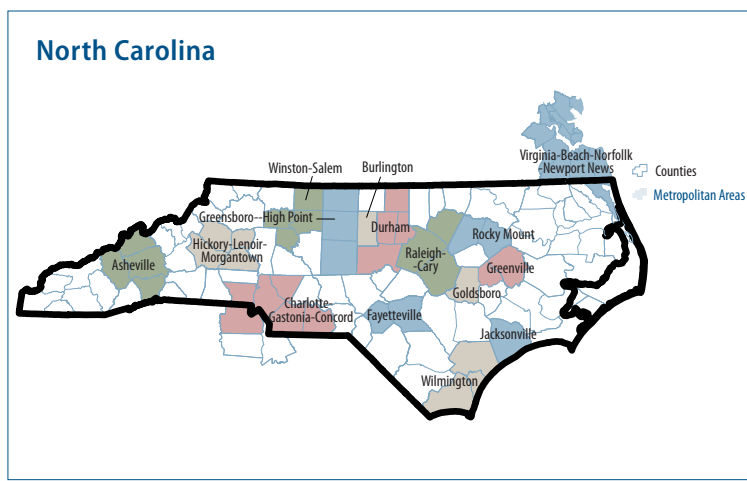 North Carolina
Winston-Salem
Burlington
Virginia-Beach-Norfollk
-Newport News
Counties
Metropolitan Areas
Greensboro--High Point
Durham
Rocky Mount
Hickory-Lenoir-
Morgantown
Asheville
Raleigh-
-Cary
Greenville
Goldsboro
Charlotte-
Gastonia-Concord
Fayetteville
Jacksonville
Wilmington